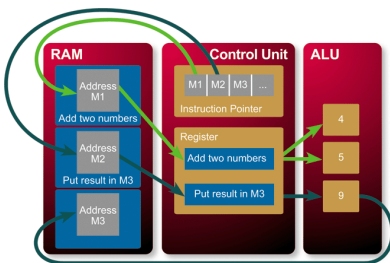 RAM
Address
M1
Add two numbers
Address
M2
Put result in M3
Address
M3
Control Unit
M1 M2 M3 ...
Instruction Pointer
Register
Add two numbers
Put result in M3
ALU
4
5
9